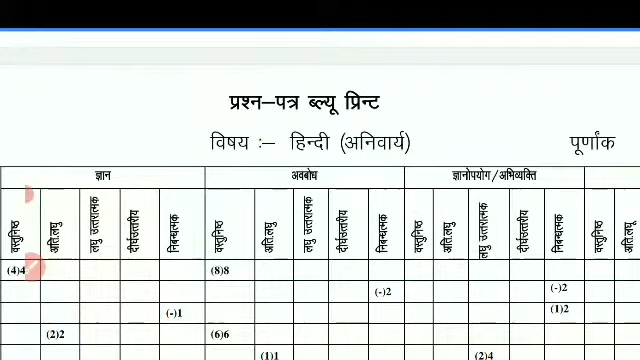 प्रश्न–पत्र ब्ल्यू प्रिन्ट
विषय :– हिन्दी (अनिवार्य) पूर्णांक
ज्ञान अवबोध ज्ञानोपयोग/अभिव्यक्ति
वस्तुनिष्ठ अति.लघु लघु उत्तरात्मक दीर्घउत्तरीय निबन्धात्मक वस्तुनिष्ठ अति.लघु लघु उत्तरात्मक दीर्घउत्तरीय निबन्धात्मक वस्तुनिष्ठ अति.लघु लघु उत्तरात्मक दीर्घउत्तरीय निबन्धात्मक वस्तुनिष्ठ अति.लघु
(4)4 (8)8
(-)2 (-)2
(-)1 (1)2
(2)2 (6)6
(1)1 (2)4